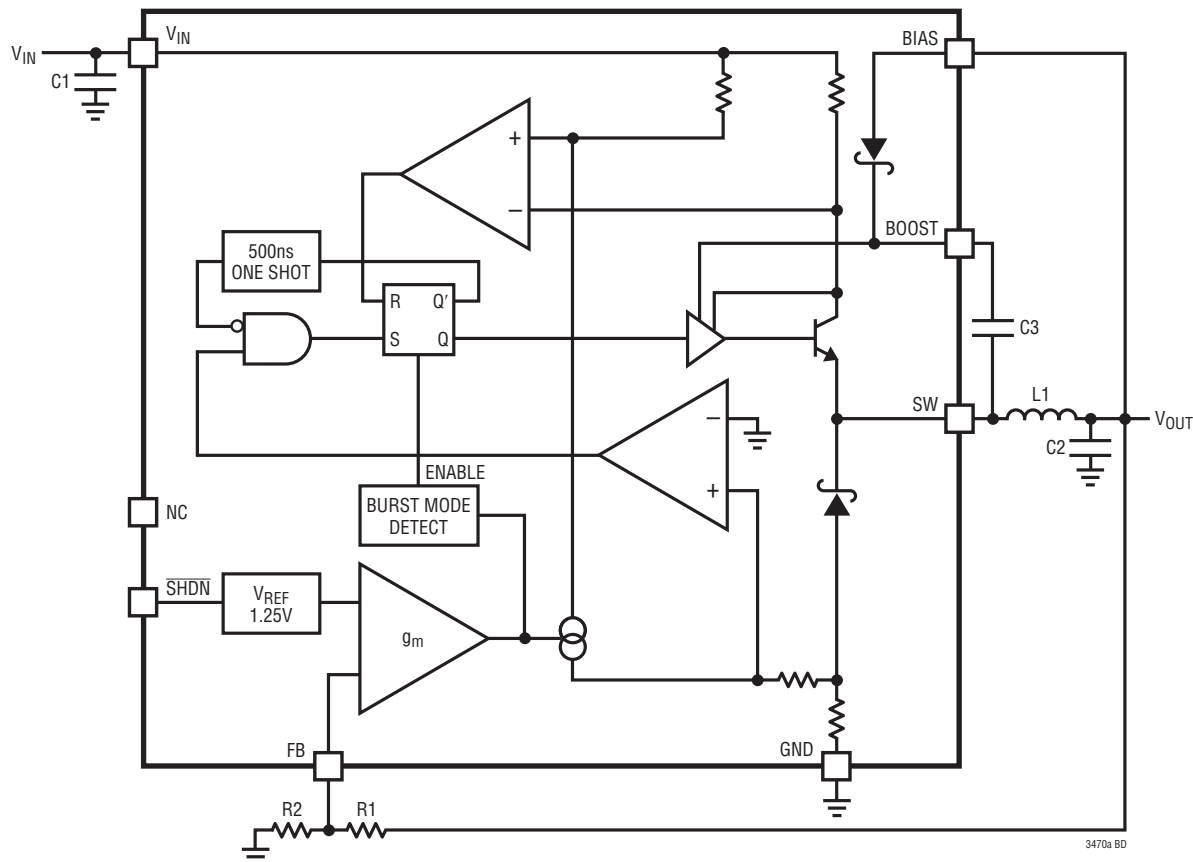 VIN
VIN
BIAS
C1
+
–
BOOST
500ns
ONE SHOT
R
Q′
S
Q
C3
SW
L1
VOUT
C2
–
+
ENABLE
BURST MODE
DETECT
NC
SHDN
VREF
1.25V
gm
FB
GND
R2
R1
3470a BD